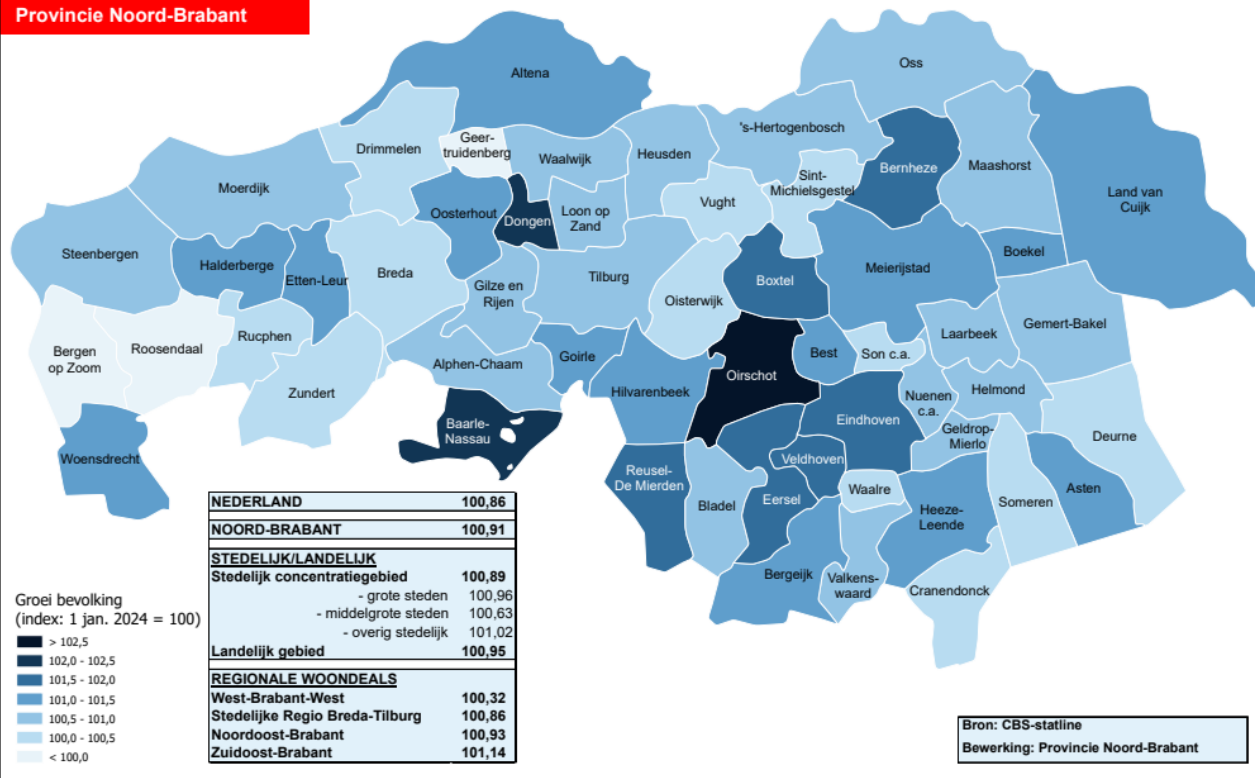 Provincie Noord-Brabant
Altena
Oss
Geer-
truidenberg
Drimmelen
Waalwijk
Heusden
's-Hertogenbosch
Sint-
Michielsgestel
Bernheze
Maashorst
Land van
Cuijk
Moerdijk
Oosterhout
Dongen
Loon op
Zand
Vught
Steenbergen
Halderberge
Etten-Leur
Breda
Gilze en
Rijen
Tilburg
Oisterwijk
Boxtel
Meierijstad
Boekel
Bergen
op Zoom
Roosendaal
Rucphen
Zundert
Alphen-Chaam
Goirle
Hilvarenbeek
Oirschot
Best
Son c.a.
Laarbeek
Gemert-Bakel
Woensdrecht
Baarle-
Nassau
Eindhoven
Nuenen
c.a.
Helmond
Geldrop-
Mierlo
Deurne
Reusel-
De Mierden
Bladel
Veldhoven
Eersel
Waalre
Heeze-
Leende
Someren
Asten
Bergeijk
Valkens-
waard
Cranendonck
NEDERLAND 100,86
NOORD-BRABANT 100,91
STEDELIJK/LANDELIJK
Stedelijk concentratiegebied 100,89
- grote steden 100,96
- middelgrote steden 100,63
- overig stedelijk 101,02
Landelijk gebied 100,95
REGIONALE WOONDEALS
West-Brabant-West 100,32
Stedelijke Regio Breda-Tilburg 100,86
Noordoost-Brabant 100,93
Zuidoost-Brabant 101,14
Groei bevolking
(index: 1 jan. 2024 = 100)
> 102,5
102,0 - 102,5
101,5 - 102,0
101,0 - 101,5
100,5 - 101,0
100,0 - 100,5
< 100,0
Bron: CBS-statline
Bewerking: Provincie Noord-Brabant